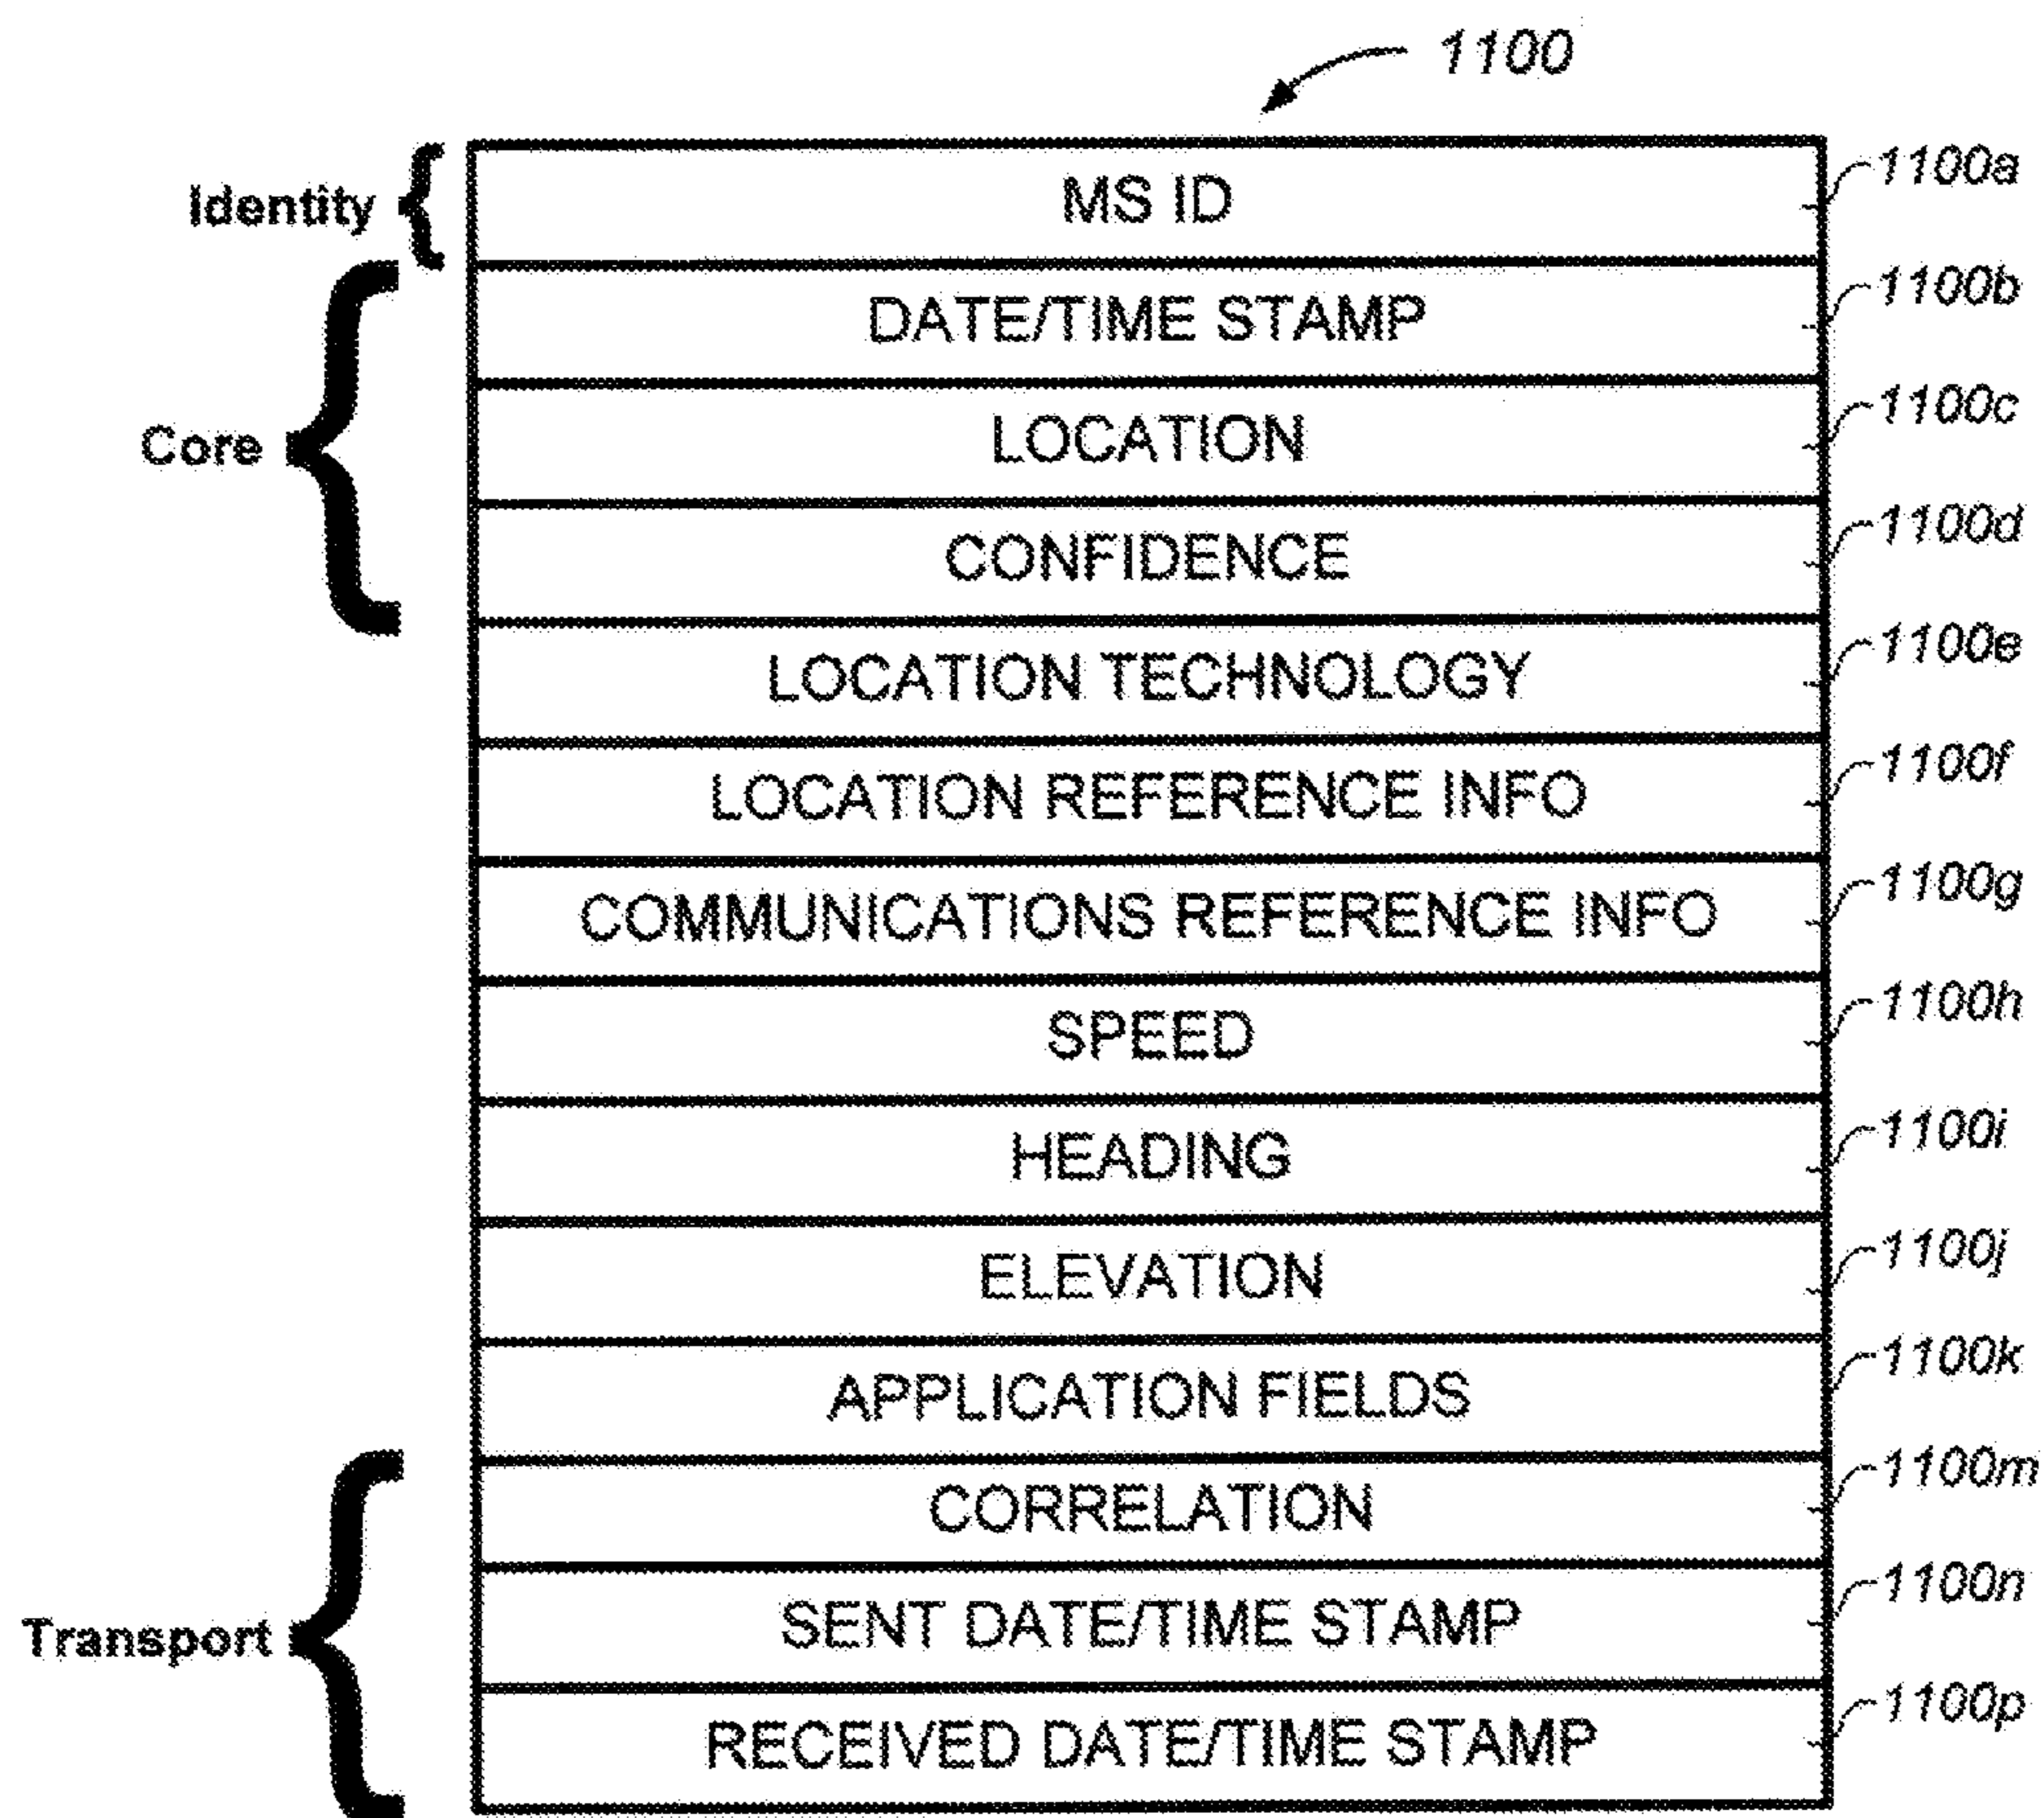 1100
Identity
MS ID
1100a
DATE/TIME STAMP
1100b
Core
LOCATION
1100c
CONFIDENCE
1100d
LOCATION TECHNOLOGY
1100e
LOCATION REFERENCE INFO
1100f
COMMUNICATIONS REFERENCE INFO
1100g
SPEED
1100h
HEADING
1100i
ELEVATION
1100j
APPLICATION FIELDS
1100k
CORRELATION
1100m
Transport
SENT DATE/TIME STAMP
1100n
RECEIVED DATE/TIME STAMP
1100p